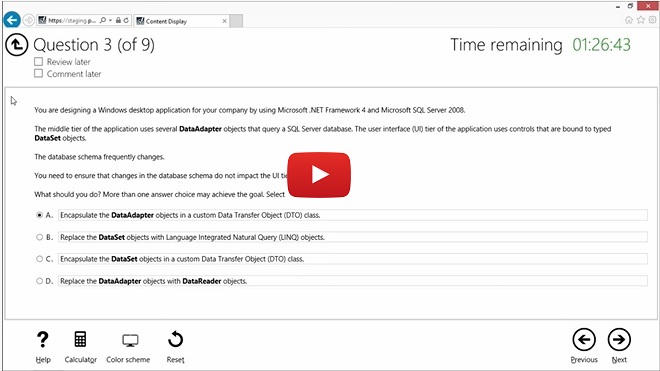 https://staging.p...
Content Display
Question 3 (of 9)
Time remaining 01:26:43
Review later
Comment later
You are designing a Windows desktop application for your company by using Microsoft .NET Framework 4 and Microsoft SQL Server 2008.
The middle tier of the application uses several DataAdapter objects that query a SQL Server database. The user interface (UI) tier of the application uses controls that are bound to typed
DataSet objects.
The database schema frequently changes.
You need to ensure that changes in the database schema do not impact the UI
What should you do? More than one answer choice may achieve the goal. Select
A. Encapsulate the DataAdapter objects in a custom Data Transfer Object (DTO) class.
B. Replace the DataSet objects with Language Integrated Natural Query (LINQ) objects.
C. Encapsulate the DataSet objects in a custom Data Transfer Object (DTO) class.
D. Replace the DataAdapter objects with DataReader objects.
Help Calculator Color scheme Reset Previous Next